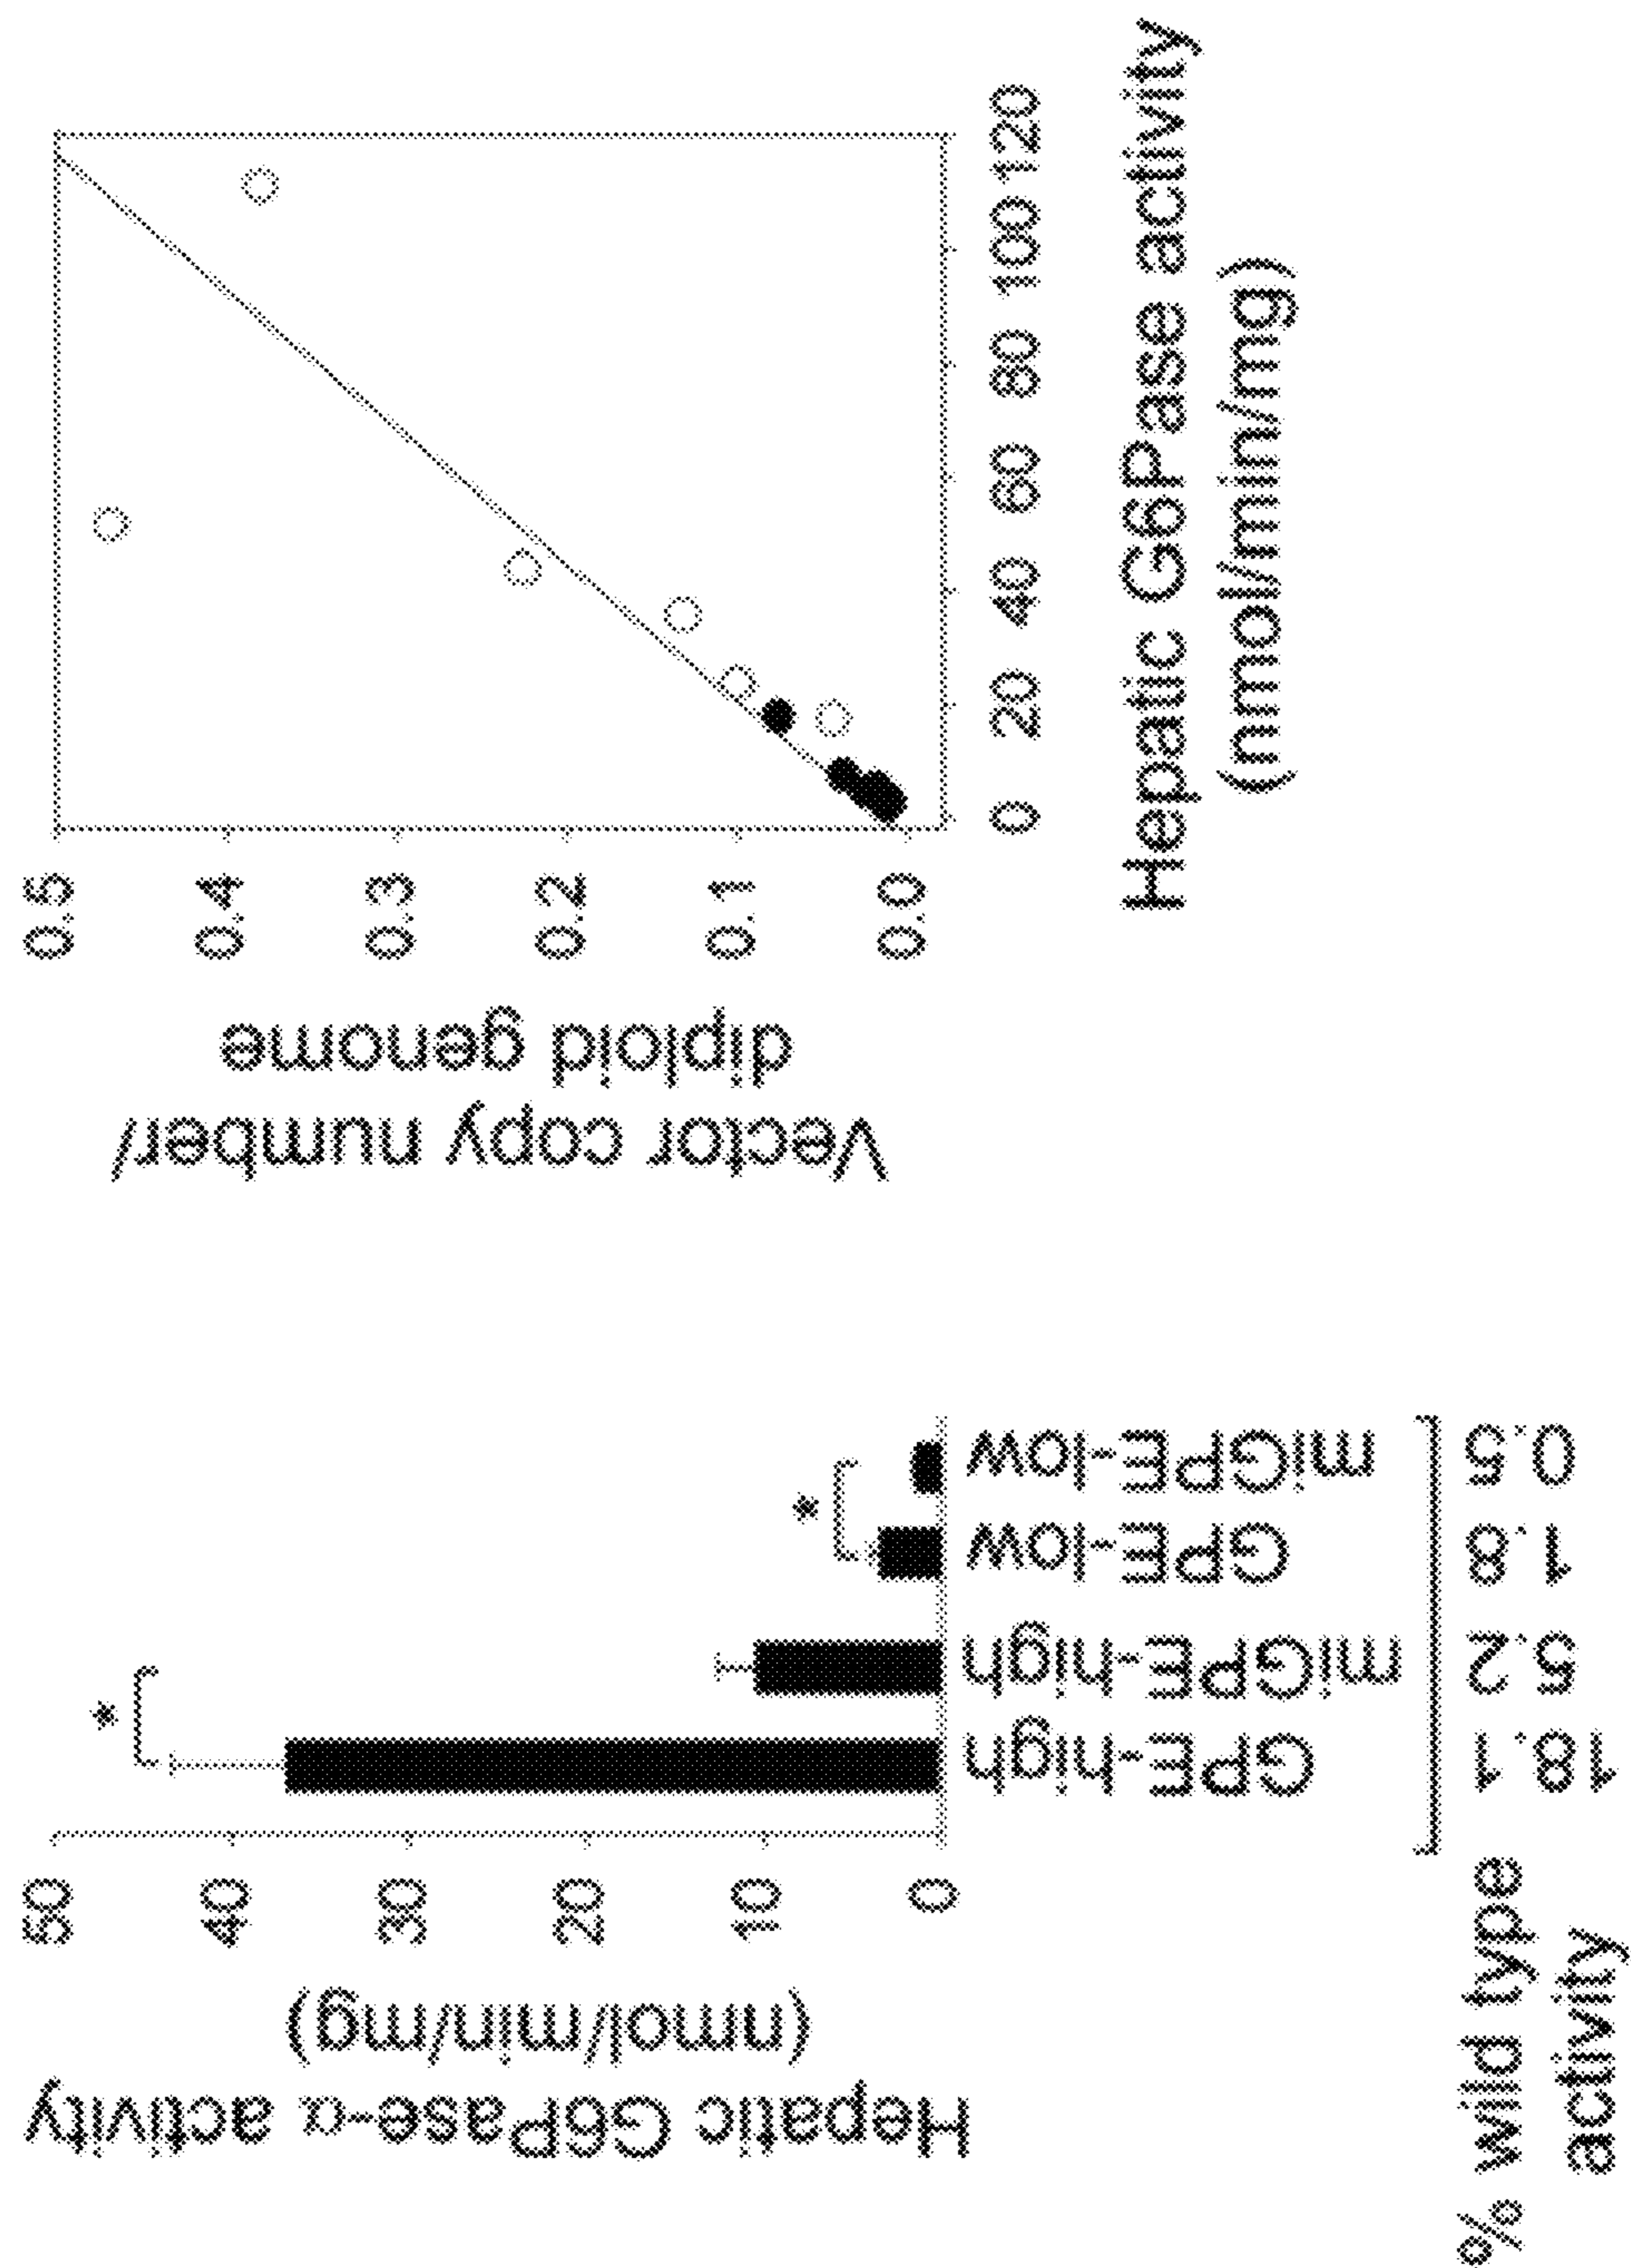 Hepatic G6Pase-α activity
(nmol/min/mg)
50
40
30
20
10
0
*
*
GPE-high
miGPE-high
GPE-low
miGPE-low
% wild type
activity
18.1
5.2
1.8
0.5
Vector copy number/
diploid genome
0.5
0.4
0.3
0.2
0.1
0.0
0 20 40 60 80 100 120
Hepatic G6Pase activity
(nmol/min/mg)